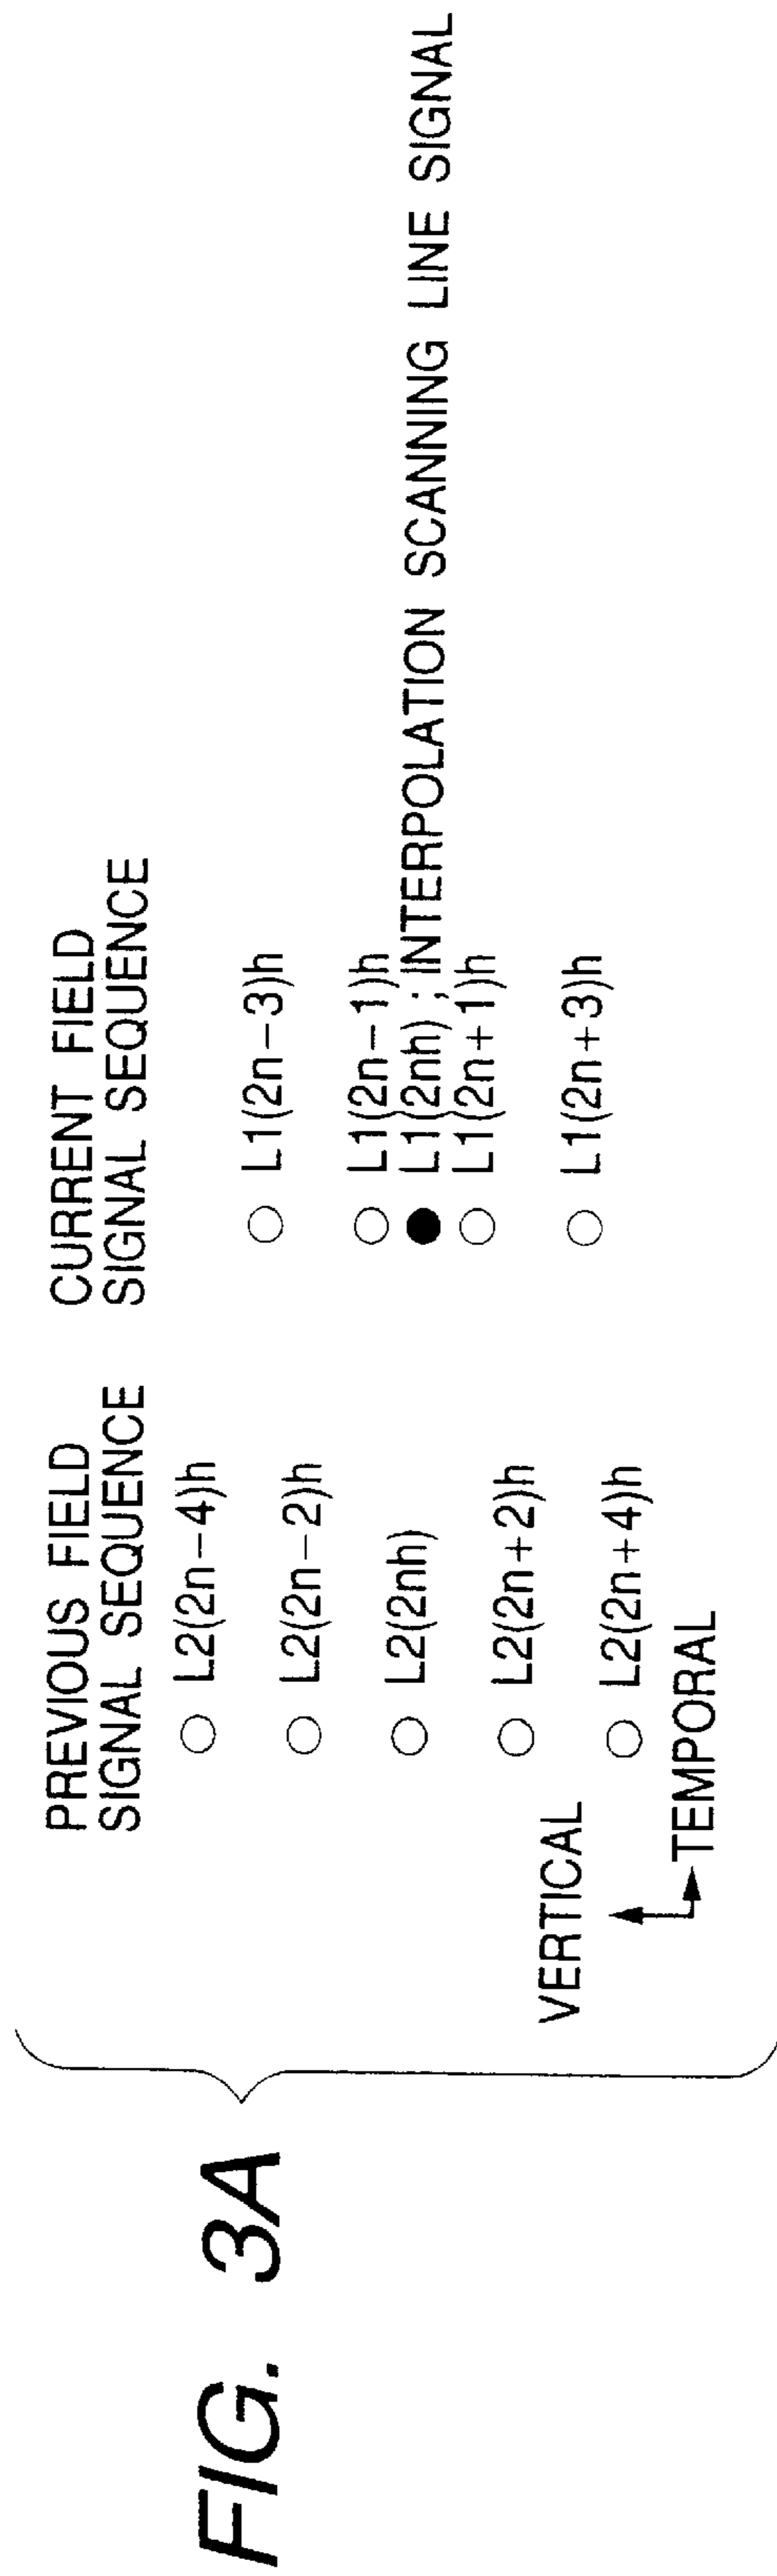 FIG. 3A
PREVIOUS FIELD
SIGNAL SEQUENCE
L2(2n−4)h
L2(2n−2)h
L2(2nh)
L2(2n+2)h
L2(2n+4)h
VERTICAL
TEMPORAL
CURRENT FIELD
SIGNAL SEQUENCE
L1(2n−3)h
L1(2n−1)h
L1(2nh) ; INTERPOLATION SCANNING LINE SIGNAL
L1(2n+1)h
L1(2n+3)h